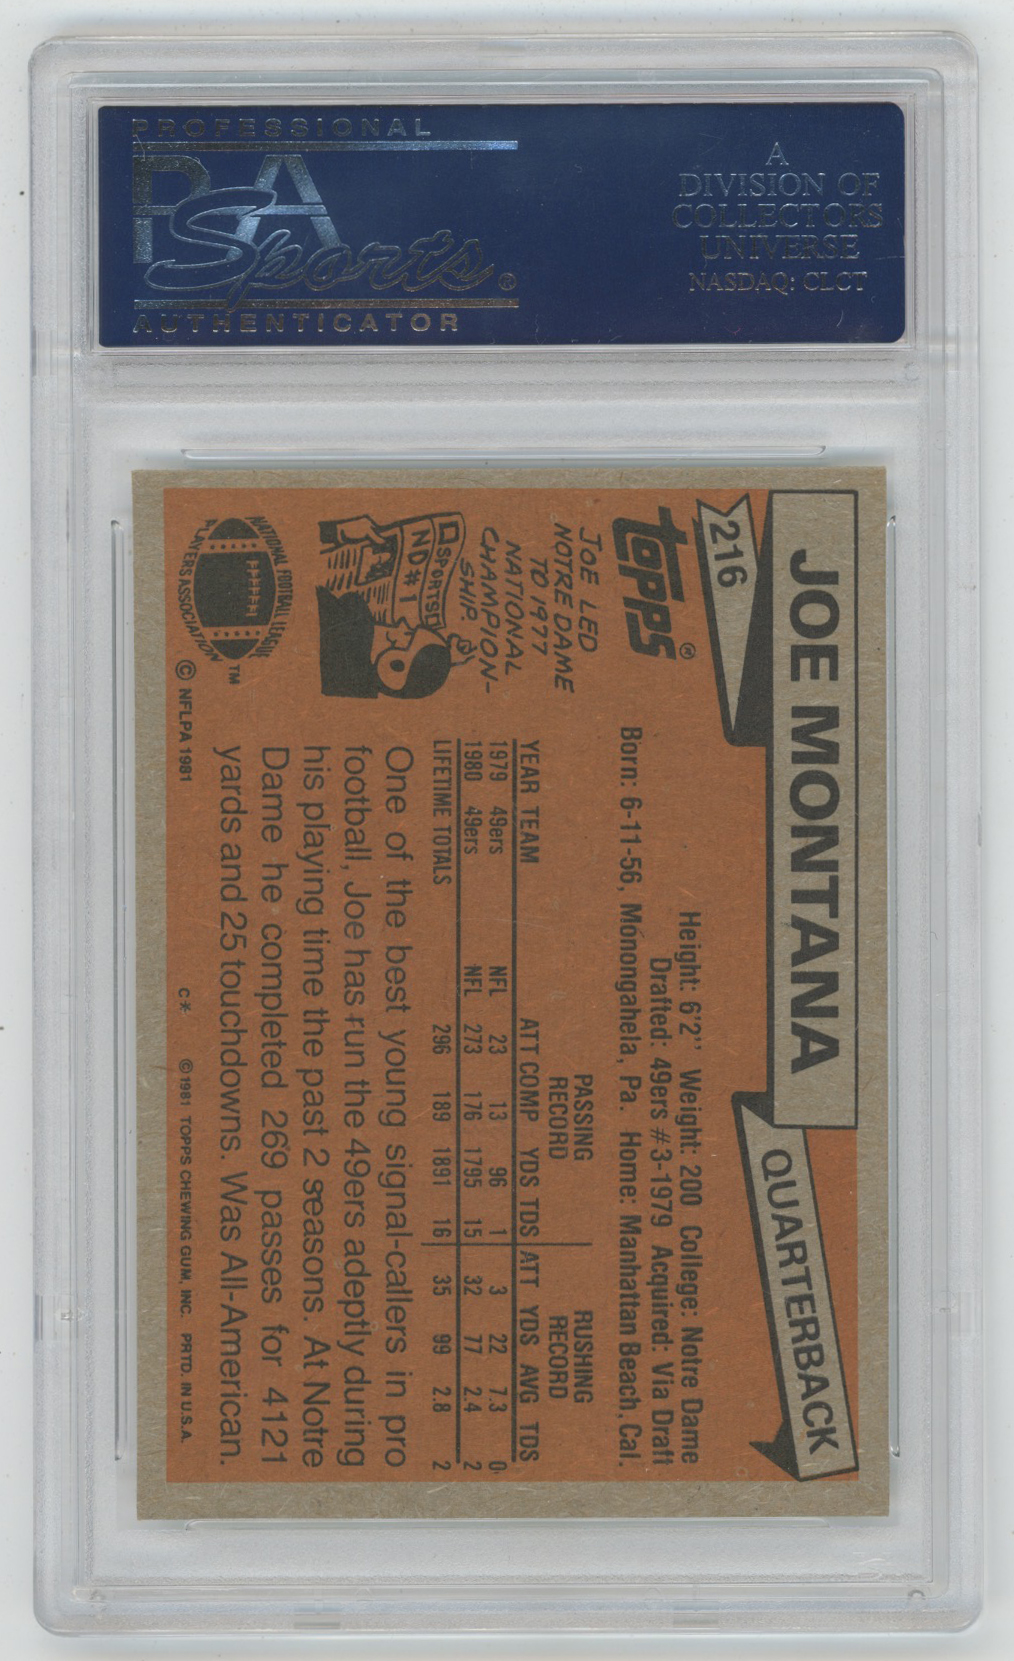 PROFESSIONAL
PSA
Sports®
AUTHENTICATOR
A
DIVISION OF
COLLECTORS
UNIVERSE
NASDAQ: CLCT
JOE MONTANA
QUARTERBACK
216
topps®
Height: 6'2" Weight: 200 College: Notre Dame
Drafted: 49ers #3-1979 Acquired: Via Draft
Born: 6-11-56, Monongahela, Pa. Home: Manhattan Beach, Cal.
JOE LED
NOTRE DAME
TO 1977
NATIONAL
CHAMPION-
SHIP.
SPORTS
ND #1
PASSING RUSHING
RECORD RECORD
YEAR TEAM ATT COMP YDS TDS ATT YDS AVG TDS
1979 49ers NFL 23 13 96 1 3 22 7.3 0
1980 49ers NFL 273 176 1795 15 32 77 2.4 2
LIFETIME TOTALS 296 189 1891 16 35 99 2.8 2
One of the best young signal-callers in pro
football, Joe has run the 49ers adeptly during
his playing time the past 2 seasons. At Notre
Dame he completed 269 passes for 4121
yards and 25 touchdowns. Was All-American.
NATIONAL FOOTBALL LEAGUE
PLAYERS ASSOCIATION
™
© NFLPA 1981
C*
© 1981 TOPPS CHEWING GUM, INC. PRTD. IN U.S.A.